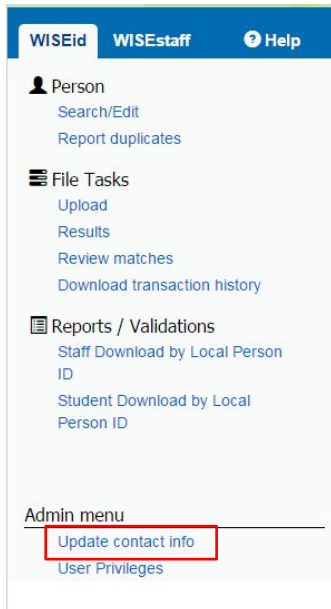 WISEid WISEstaff ? Help
Person
Search/Edit
Report duplicates
File Tasks
Upload
Results
Review matches
Download transaction history
Reports / Validations
Staff Download by Local Person
ID
Student Download by Local
Person ID
Admin menu
Update contact info
User Privileges